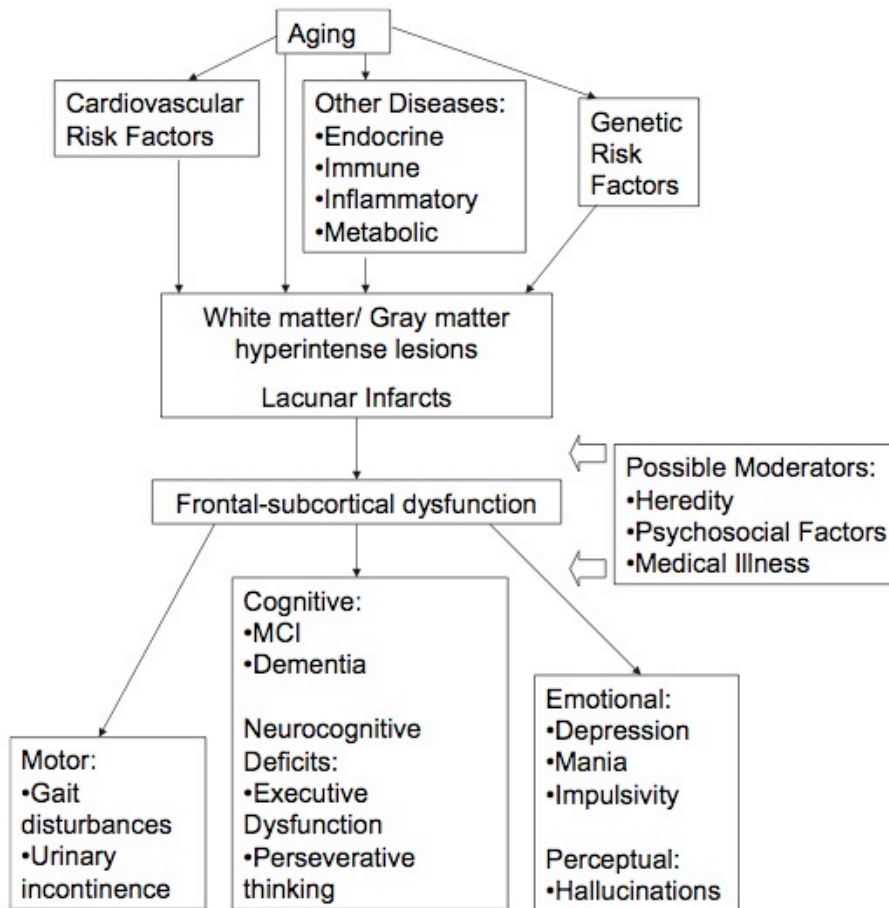 Aging
Cardiovascular
Risk Factors
Other Diseases:
•Endocrine
•Immune
•Inflammatory
•Metabolic
Genetic
Risk
Factors
White matter/ Gray matter
hyperintense lesions
Lacunar Infarcts
Possible Moderators:
•Heredity
•Psychosocial Factors
•Medical Illness
Frontal-subcortical dysfunction
Motor:
•Gait
disturbances
•Urinary
incontinence
Cognitive:
•MCI
•Dementia
Neurocognitive
Deficits:
•Executive
Dysfunction
•Perseverative
thinking
Emotional:
•Depression
•Mania
•Impulsivity
Perceptual:
•Hallucinations